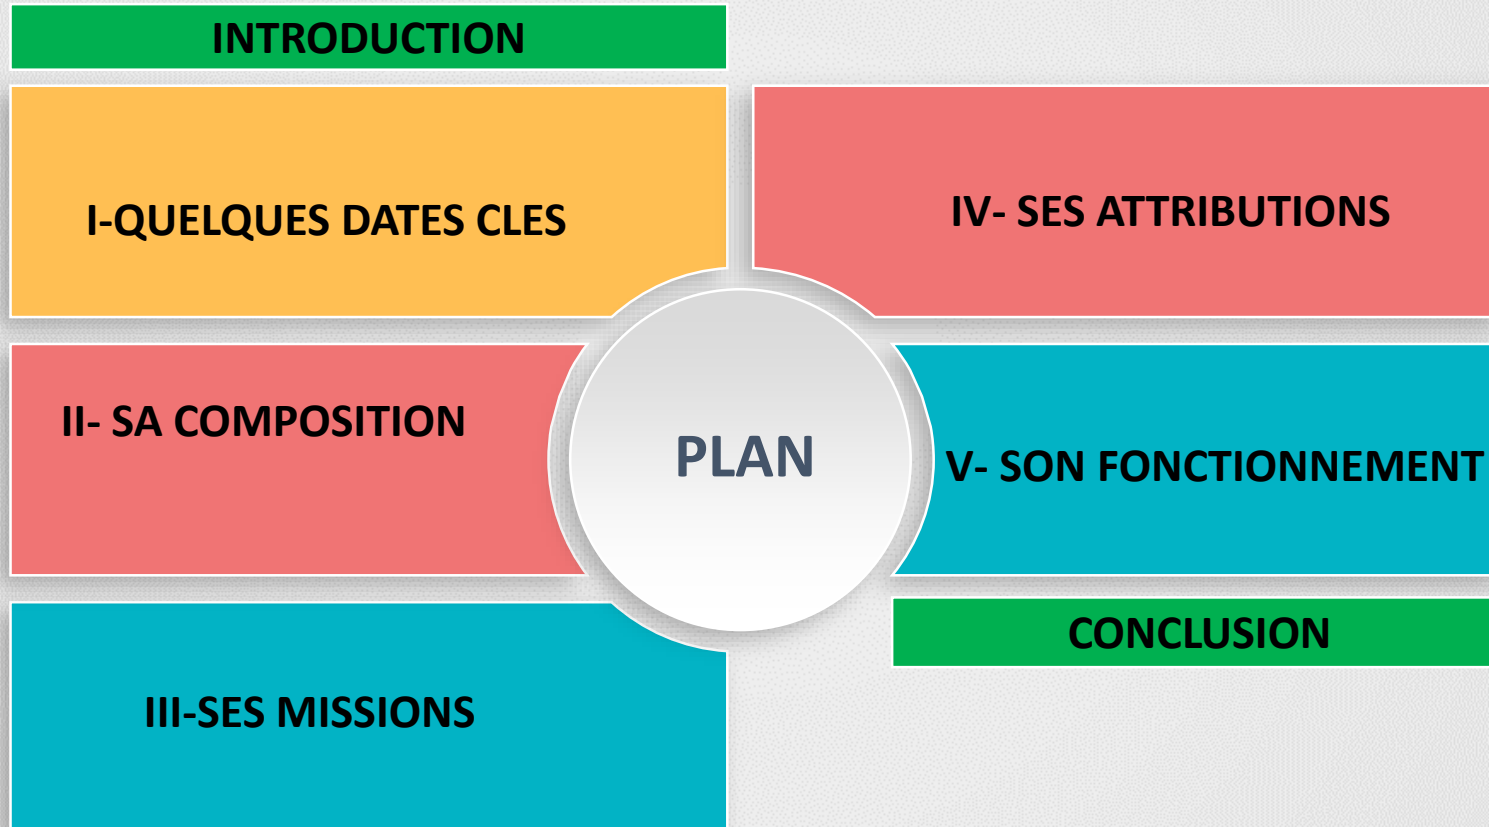 INTRODUCTION
I-QUELQUES DATES CLES
II- SA COMPOSITION
III-SES MISSIONS
PLAN
IV- SES ATTRIBUTIONS
V- SON FONCTIONNEMENT
CONCLUSION